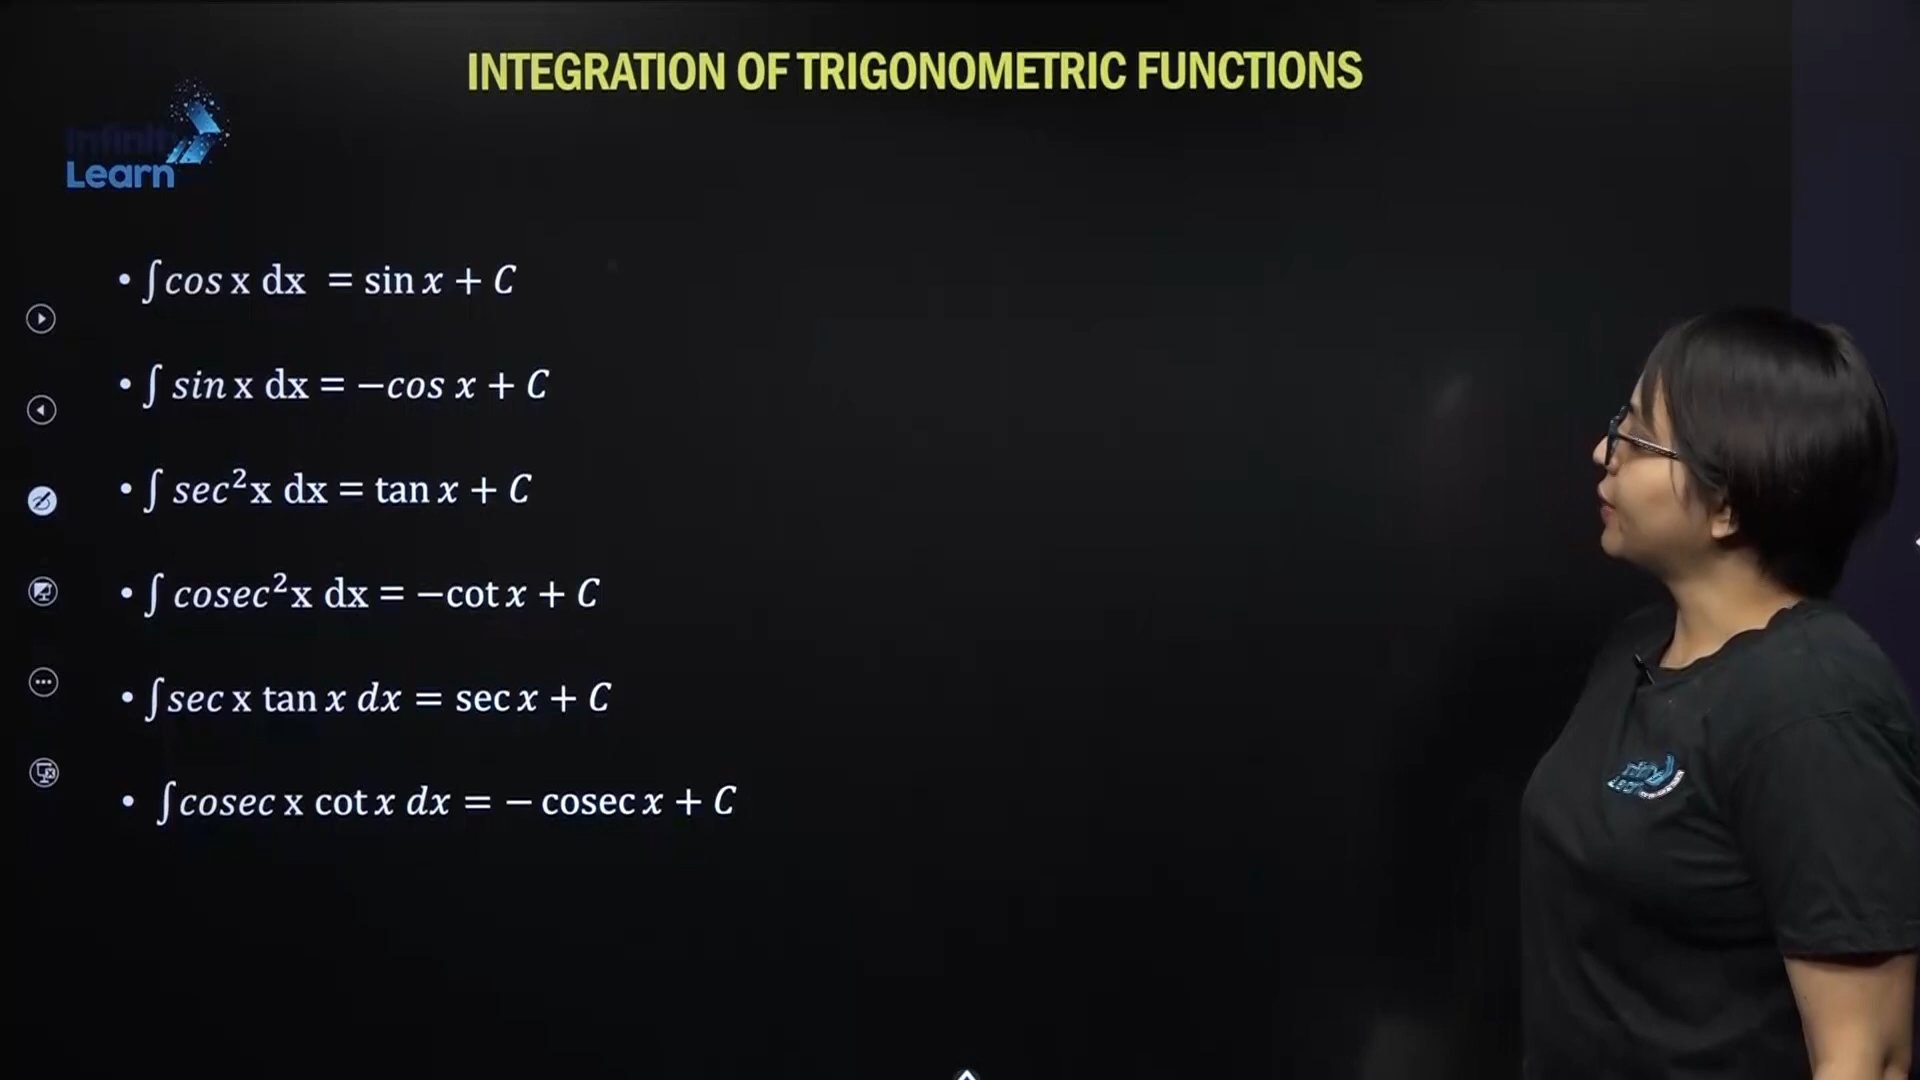 INTEGRATION OF TRIGONOMETRIC FUNCTIONS
Infinity
Learn
• ∫cos x dx = sin x + C
• ∫ sin x dx = −cos x + C
• ∫ sec²x dx = tan x + C
• ∫ cosec²x dx = −cot x + C
• ∫sec x tan x dx = sec x + C
• ∫cosec x cot x dx = − cosec x + C